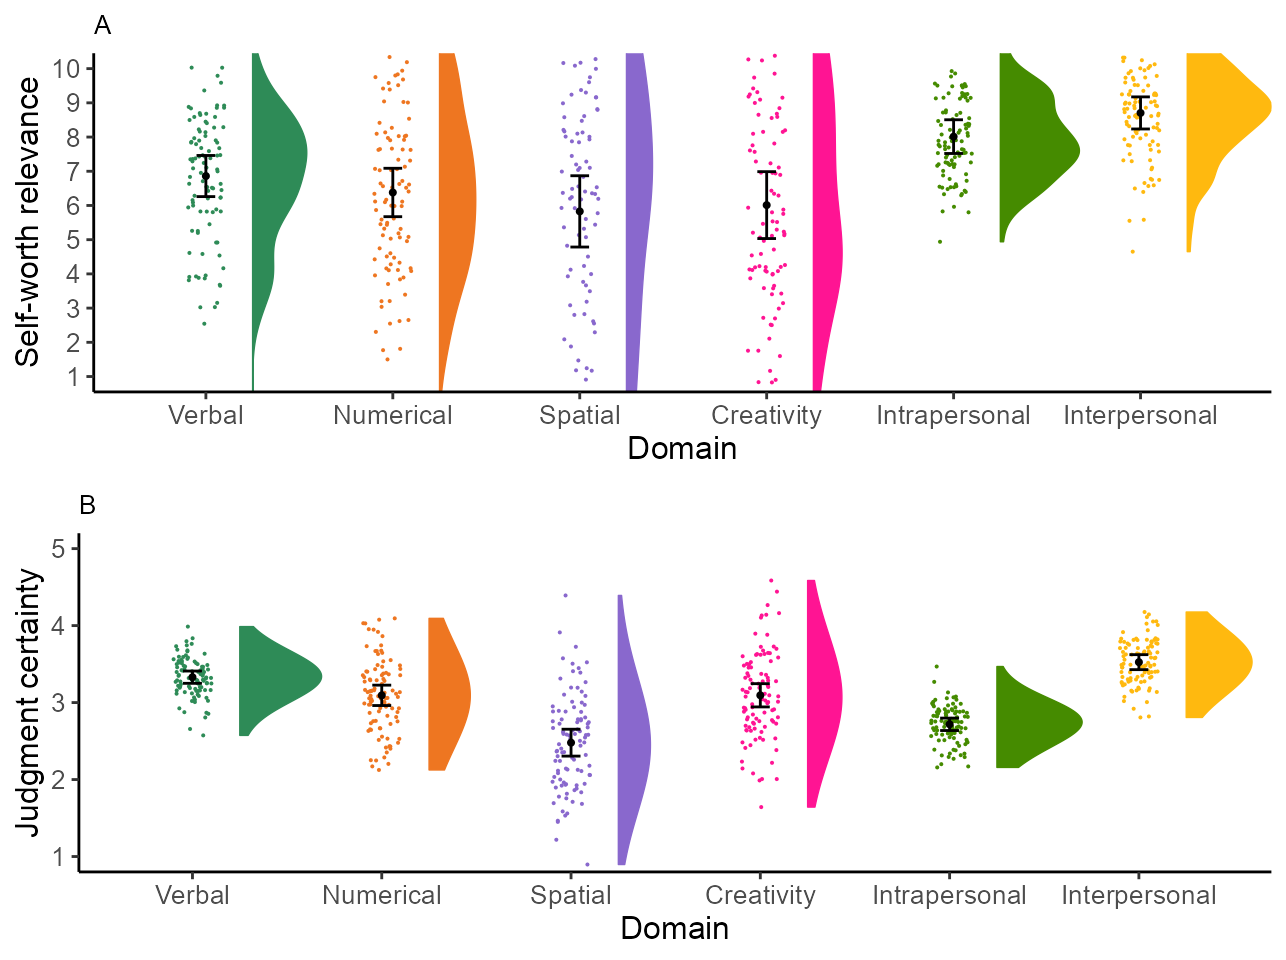 A
Self-worth relevance
10
9
8
7
6
5
4
3
2
1
Verbal Numerical Spatial Creativity Intrapersonal Interpersonal
Domain
B
Judgment certainty
5
4
3
2
1
Verbal Numerical Spatial Creativity Intrapersonal Interpersonal
Domain